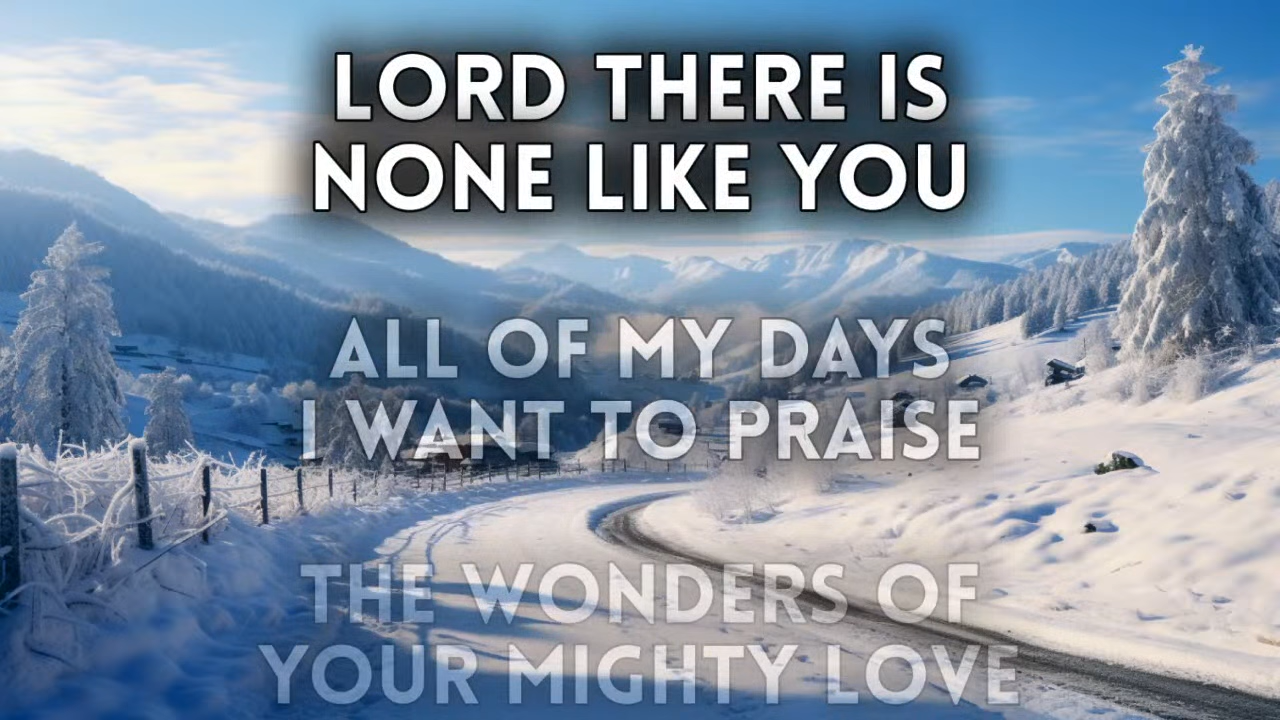 LORD THERE IS
NONE LIKE YOU
ALL OF MY DAYS
I WANT TO PRAISE
THE WONDERS OF
YOUR MIGHTY LOVE